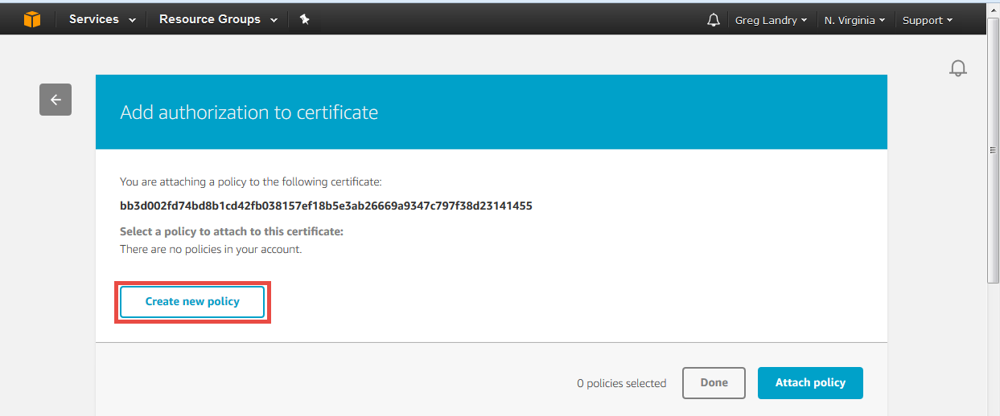 Services Resource Groups Greg Landry N. Virginia Support
Add authorization to certificate
You are attaching a policy to the following certificate:
bb3d002fd74bd8b1cd42fb038157ef18b5e3ab26669a9347c797f38d23141455
Select a policy to attach to this certificate:
There are no policies in your account.
Create new policy
0 policies selected Done Attach policy